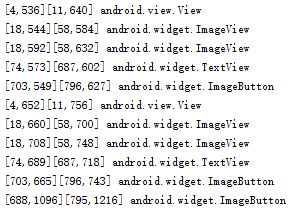 [4,536][11,640] android.view.View
[18,544][58,584] android.widget.ImageView
[18,592][58,632] android.widget.ImageView
[74,573][687,602] android.widget.TextView
[703,549][796,627] android.widget.ImageButton
[4,652][11,756] android.view.View
[18,660][58,700] android.widget.ImageView
[18,708][58,748] android.widget.ImageView
[74,689][687,718] android.widget.TextView
[703,665][796,743] android.widget.ImageButton
[688,1096][795,1216] android.widget.ImageButton